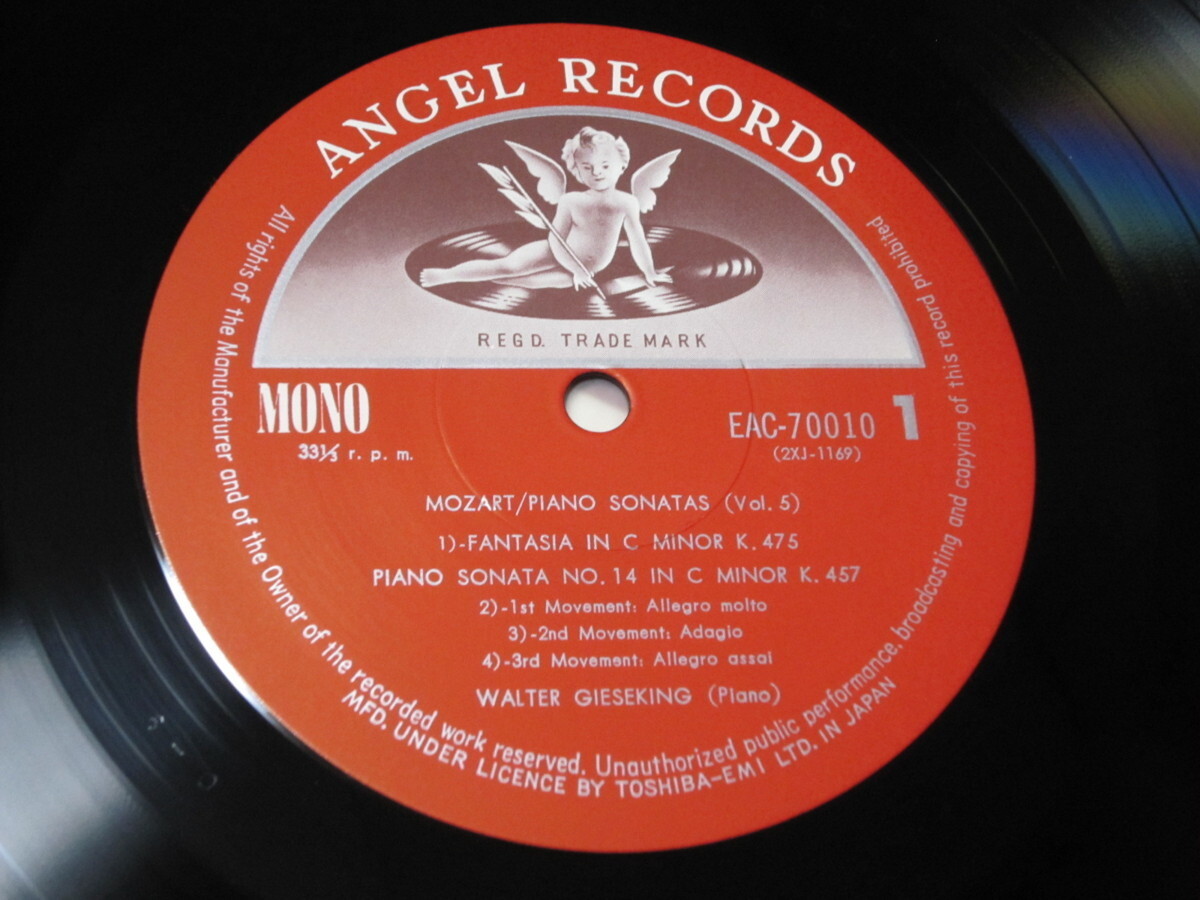 ANGEL RECORDS
REGD. TRADE MARK
MONO
33⅓ r. p. m.
EAC-70010 1
(2XJ-1169)
MOZART/PIANO SONATAS (Vol. 5)
1)-FANTASIA IN C MINOR K. 475
PIANO SONATA NO. 14 IN C MINOR K. 457
2)-1st Movement: Allegro molto
3)-2nd Movement: Adagio
4)-3rd Movement: Allegro assai
WALTER GIESEKING (Piano)
All rights of the Manufacturer and of the Owner of the recorded work reserved. Unauthorized public performance, broadcasting and copying of this record prohibited
MFD. UNDER LICENCE BY TOSHIBA-EMI LTD. IN JAPAN